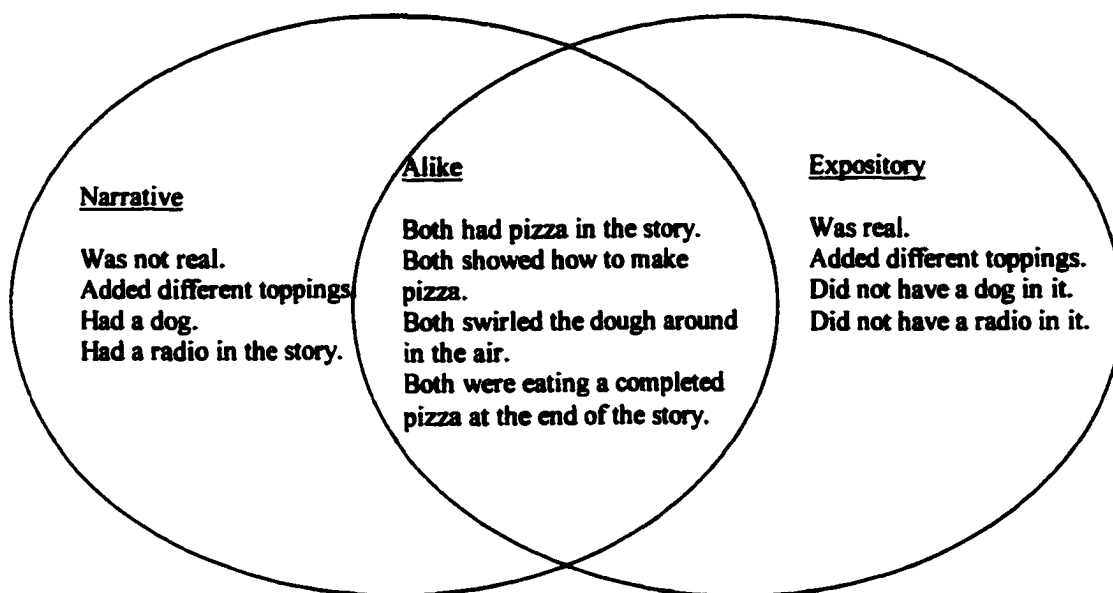 Narrative
Was not real.
Added different toppings.
Had a dog.
Had a radio in the story.
Alike
Both had pizza in the story.
Both showed how to make
pizza.
Both swirled the dough around
in the air.
Both were eating a completed
pizza at the end of the story.
Expository
Was real.
Added different toppings.
Did not have a dog in it.
Did not have a radio in it.